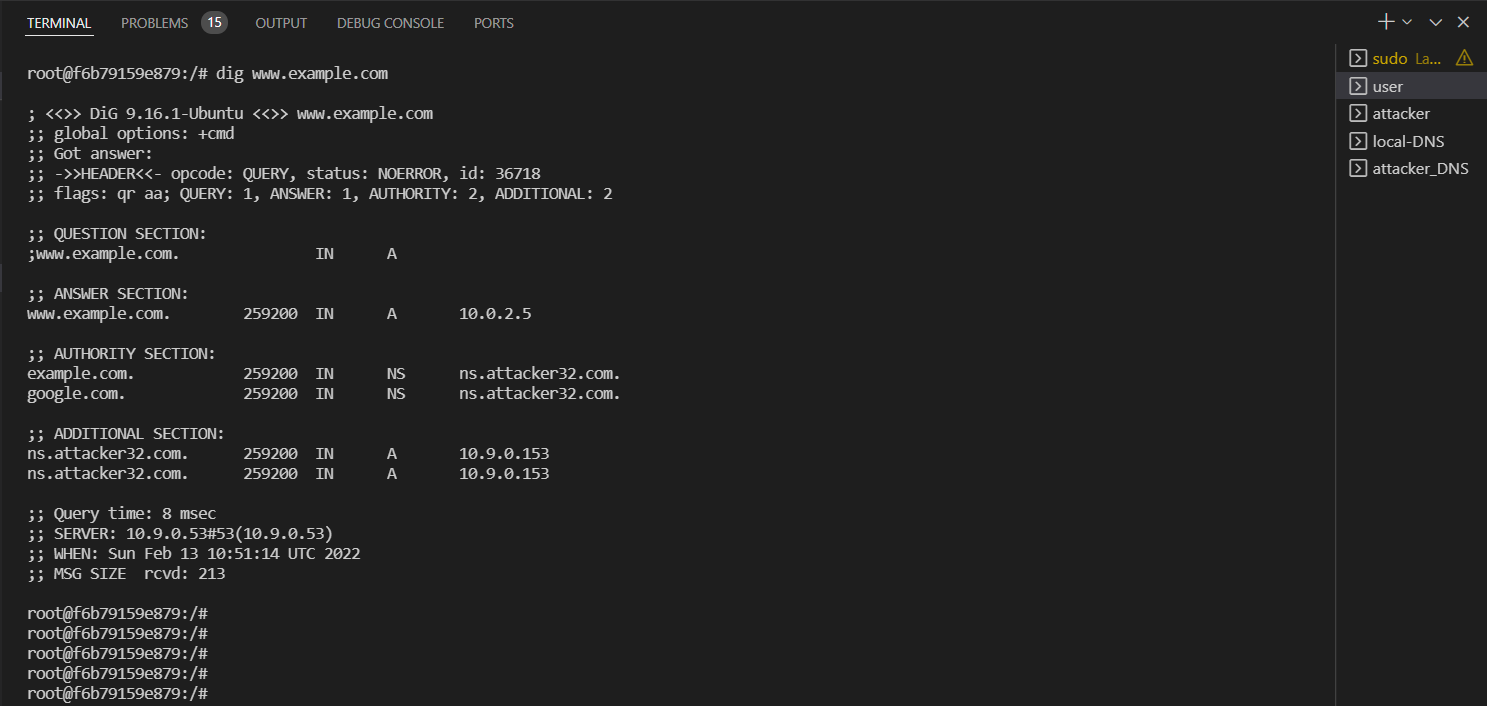 TERMINAL PROBLEMS 15 OUTPUT DEBUG CONSOLE PORTS
root@f6b79159e879:/# dig www.example.com
; <<>> DiG 9.16.1-Ubuntu <<>> www.example.com
;; global options: +cmd
;; Got answer:
;; ->>HEADER<<- opcode: QUERY, status: NOERROR, id: 36718
;; flags: qr aa; QUERY: 1, ANSWER: 1, AUTHORITY: 2, ADDITIONAL: 2
;; QUESTION SECTION:
;www.example.com. IN A
;; ANSWER SECTION:
www.example.com. 259200 IN A 10.0.2.5
;; AUTHORITY SECTION:
example.com. 259200 IN NS ns.attacker32.com.
google.com. 259200 IN NS ns.attacker32.com.
;; ADDITIONAL SECTION:
ns.attacker32.com. 259200 IN A 10.9.0.153
ns.attacker32.com. 259200 IN A 10.9.0.153
;; Query time: 8 msec
;; SERVER: 10.9.0.53#53(10.9.0.53)
;; WHEN: Sun Feb 13 10:51:14 UTC 2022
;; MSG SIZE rcvd: 213
root@f6b79159e879:/#
root@f6b79159e879:/#
root@f6b79159e879:/#
root@f6b79159e879:/#
root@f6b79159e879:/#
sudo La...
user
attacker
local-DNS
attacker_DNS